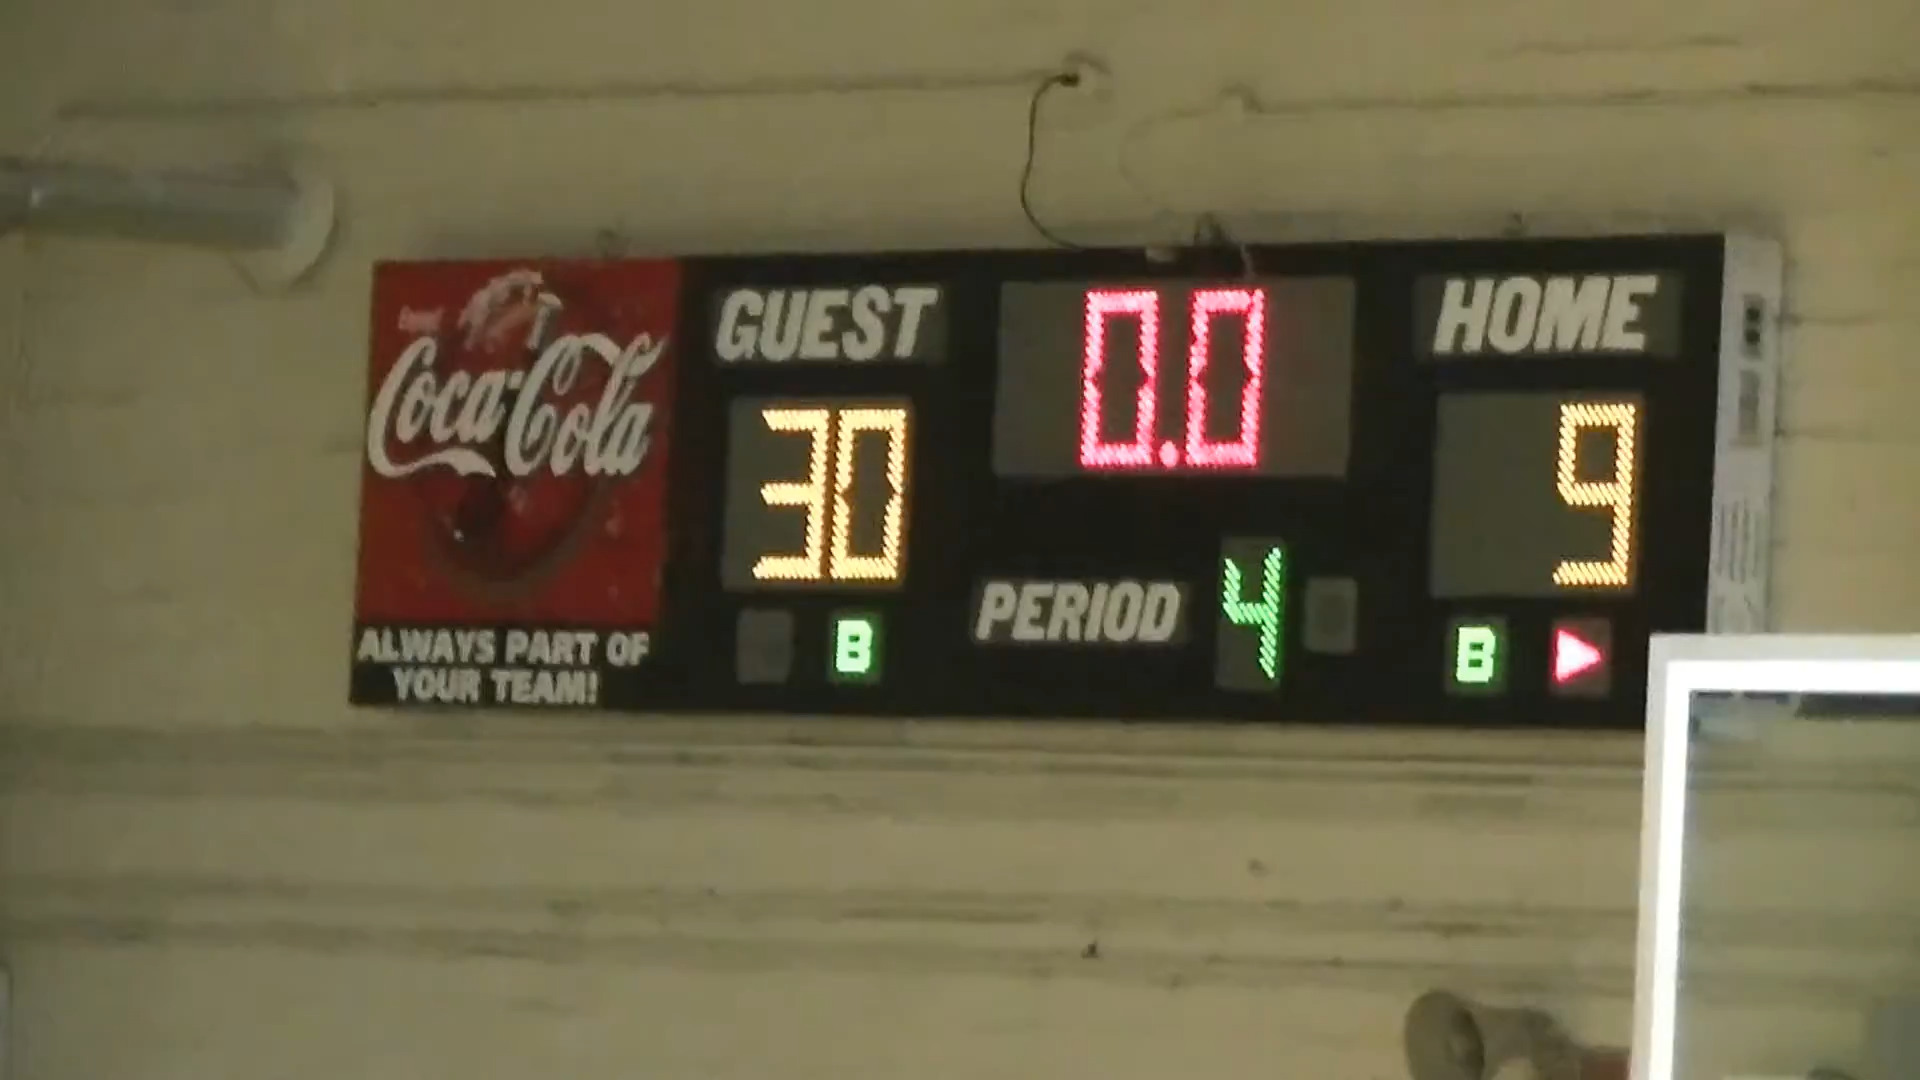 Coca-Cola
ALWAYS PART OF
YOUR TEAM!
GUEST
30
B
0.0
PERIOD 4
HOME
9
B